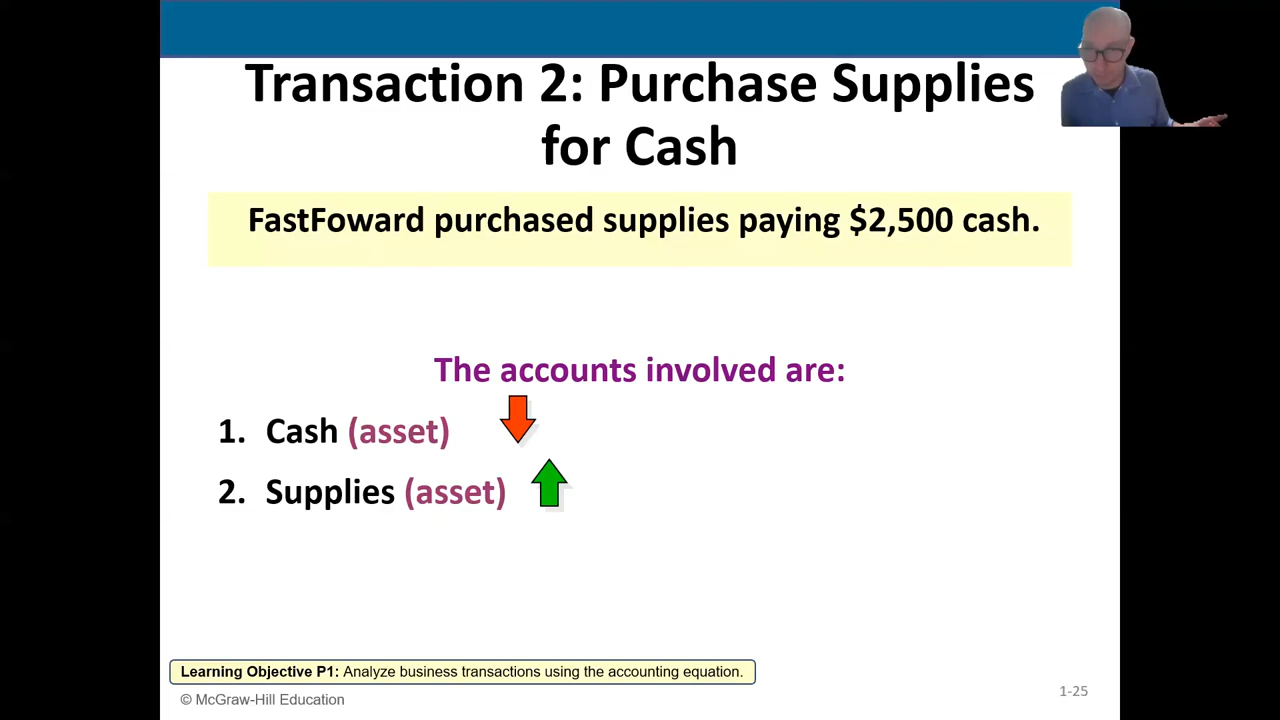 Transaction 2: Purchase Supplies
for Cash
FastFoward purchased supplies paying $2,500 cash.
The accounts involved are:
1. Cash (asset)
2. Supplies (asset)
Learning Objective P1: Analyze business transactions using the accounting equation.
© McGraw-Hill Education
1-25